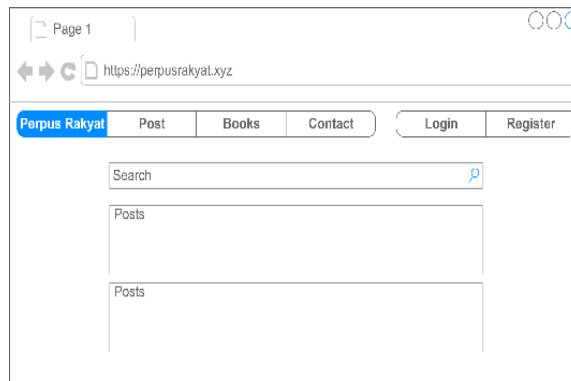 Page 1
https://perpusrakyat.xyz
Perpus Rakyat Post Books Contact Login Register
Search
Posts
Posts